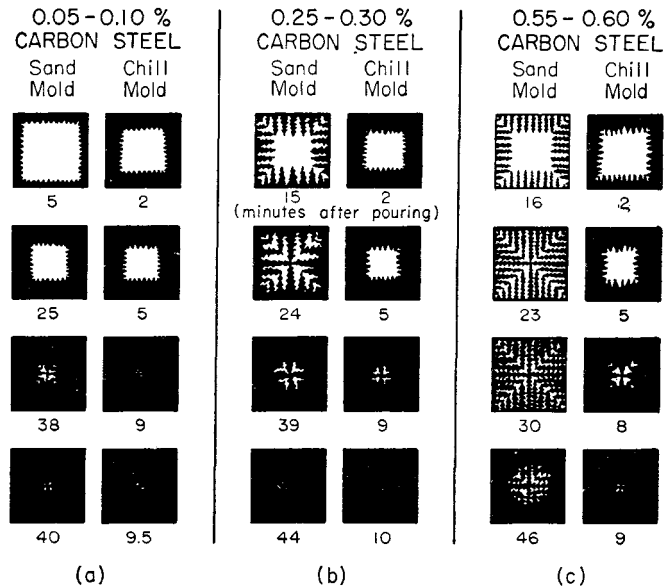 0.05-0.10 %
CARBON STEEL
Sand Mold
Chill Mold
5
2
25
5
38
9
40
9.5
(a)
0.25-0.30 %
CARBON STEEL
Sand Mold
Chill Mold
15
2
(minutes after pouring)
24
5
39
9
44
10
(b)
0.55-0.60 %
CARBON STEEL
Sand Mold
Chill Mold
16
2
23
5
30
8
46
9
(c)